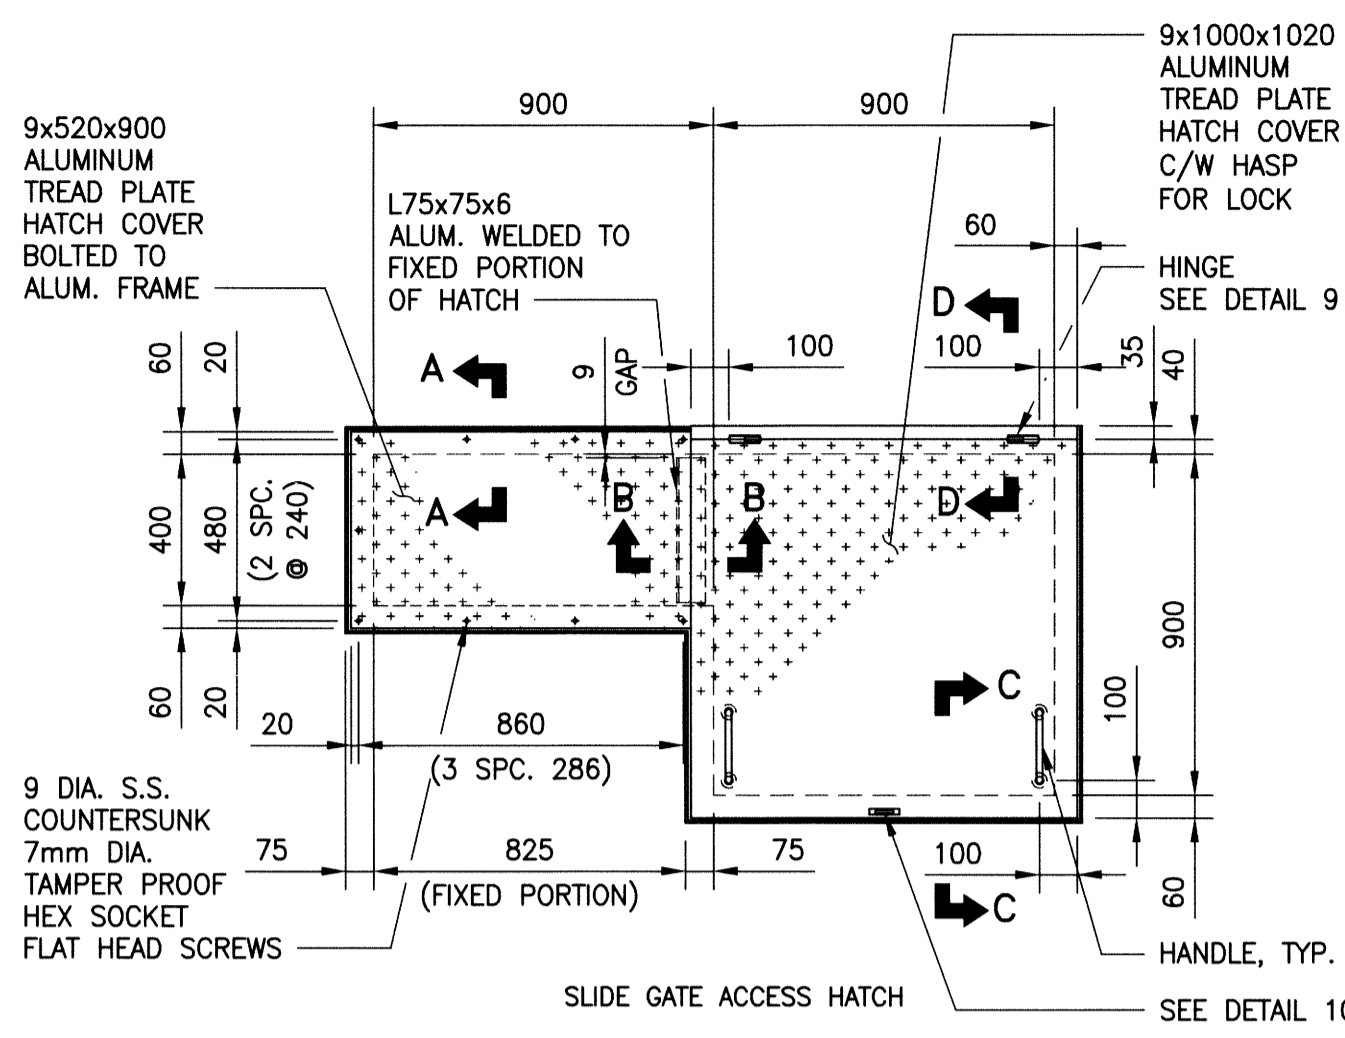 9x1000x1020
ALUMINUM
TREAD PLATE
HATCH COVER
C/W HASP
FOR LOCK
900
900
9x520x900
ALUMINUM
TREAD PLATE
HATCH COVER
BOLTED TO
ALUM. FRAME
L75x75x6
ALUM. WELDED TO
FIXED PORTION
OF HATCH
60
HINGE
SEE DETAIL 9
D
60
20
A
9
GAP
100
100
35
40
400
480
(2 SPC.
@ 240)
A
B
B
D
900
60
20
C
100
20
860
(3 SPC. 286)
9 DIA. S.S.
COUNTERSUNK
7mm DIA.
TAMPER PROOF
HEX SOCKET
FLAT HEAD SCREWS
75
825
(FIXED PORTION)
75
100
60
C
HANDLE, TYP.
SLIDE GATE ACCESS HATCH
SEE DETAIL 10